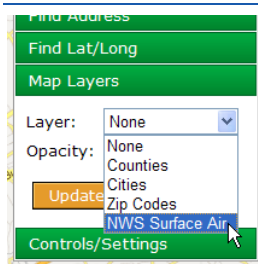 Find Address
Find Lat/Long
Map Layers
Layer: None
Opacity: None
Counties
Cities
Update Zip Codes
NWS Surface Air
Controls/Settings